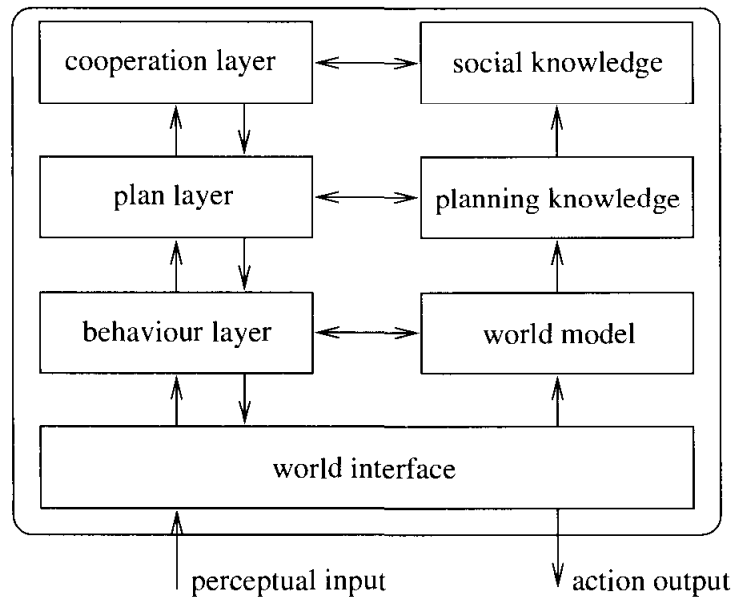 cooperation layer
social knowledge
plan layer
planning knowledge
behaviour layer
world model
world interface
perceptual input
action output